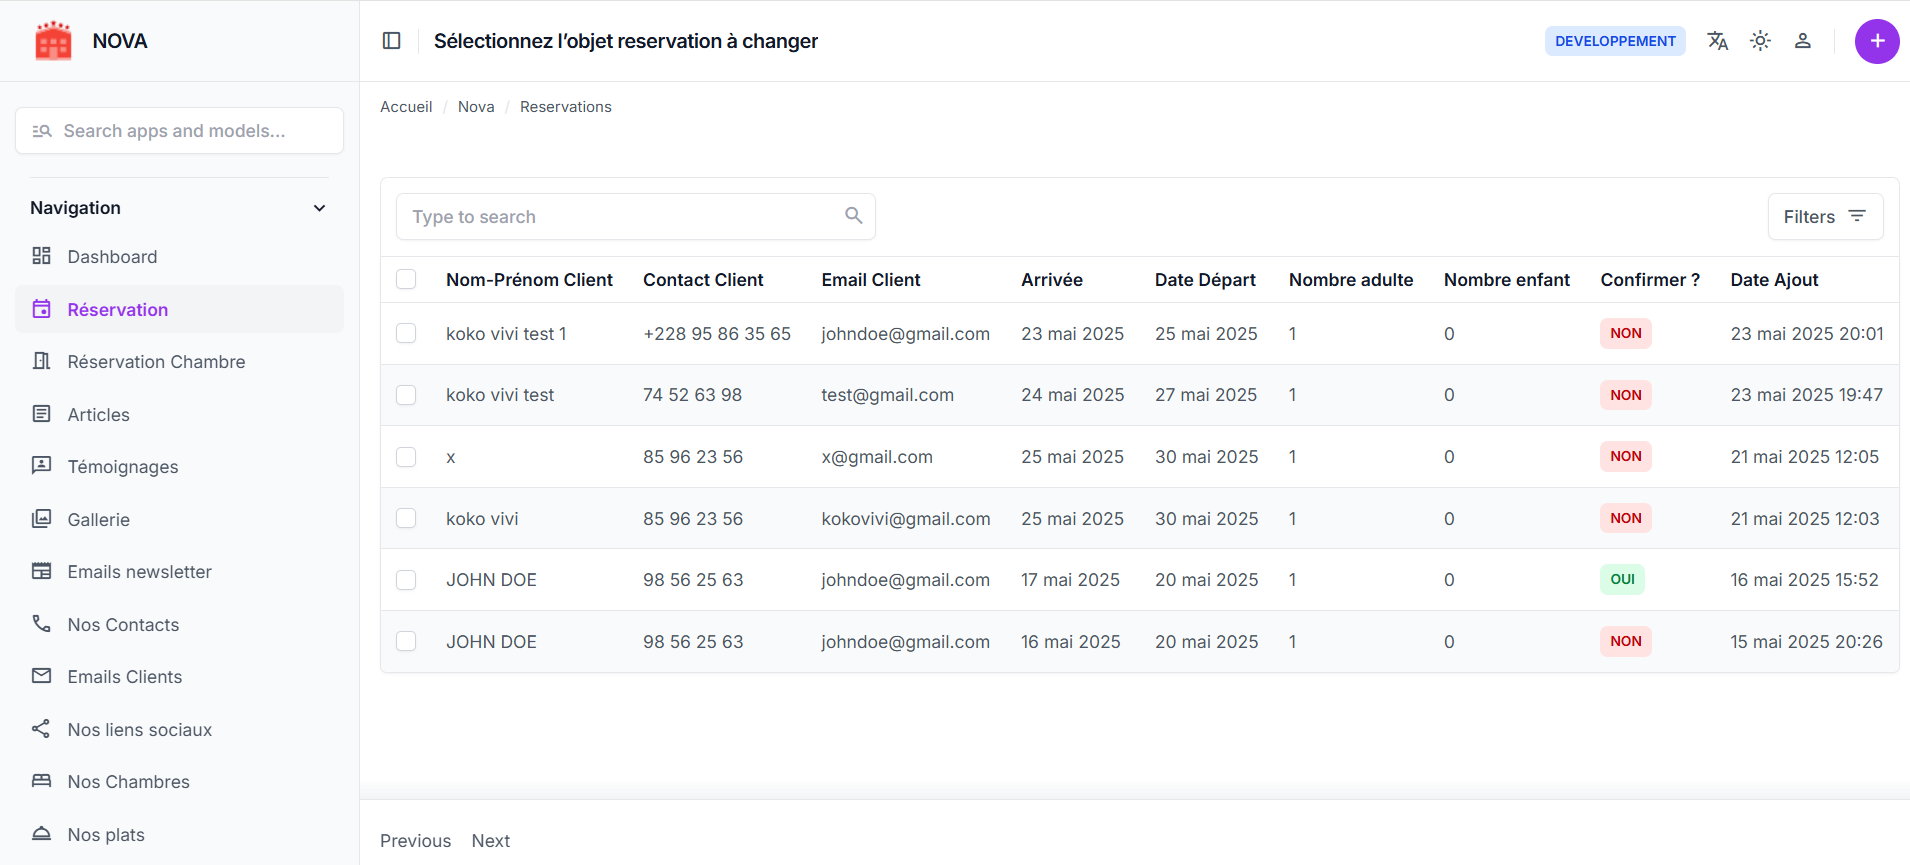 NOVA
Sélectionnez l’objet reservation à changer
DEVELOPPEMENT
Search apps and models...
Navigation
Dashboard
Réservation
Réservation Chambre
Articles
Témoignages
Gallerie
Emails newsletter
Nos Contacts
Emails Clients
Nos liens sociaux
Nos Chambres
Nos plats
Accueil / Nova / Reservations
Type to search
Filters
Nom-Prénom Client Contact Client Email Client Arrivée Date Départ Nombre adulte Nombre enfant Confirmer ? Date Ajout
koko vivi test 1 +228 95 86 35 65 johndoe@gmail.com 23 mai 2025 25 mai 2025 1 0 NON 23 mai 2025 20:01
koko vivi test 74 52 63 98 test@gmail.com 24 mai 2025 27 mai 2025 1 0 NON 23 mai 2025 19:47
x 85 96 23 56 x@gmail.com 25 mai 2025 30 mai 2025 1 0 NON 21 mai 2025 12:05
koko vivi 85 96 23 56 kokovivi@gmail.com 25 mai 2025 30 mai 2025 1 0 NON 21 mai 2025 12:03
JOHN DOE 98 56 25 63 johndoe@gmail.com 17 mai 2025 20 mai 2025 1 0 OUI 16 mai 2025 15:52
JOHN DOE 98 56 25 63 johndoe@gmail.com 16 mai 2025 20 mai 2025 1 0 NON 15 mai 2025 20:26
Previous Next